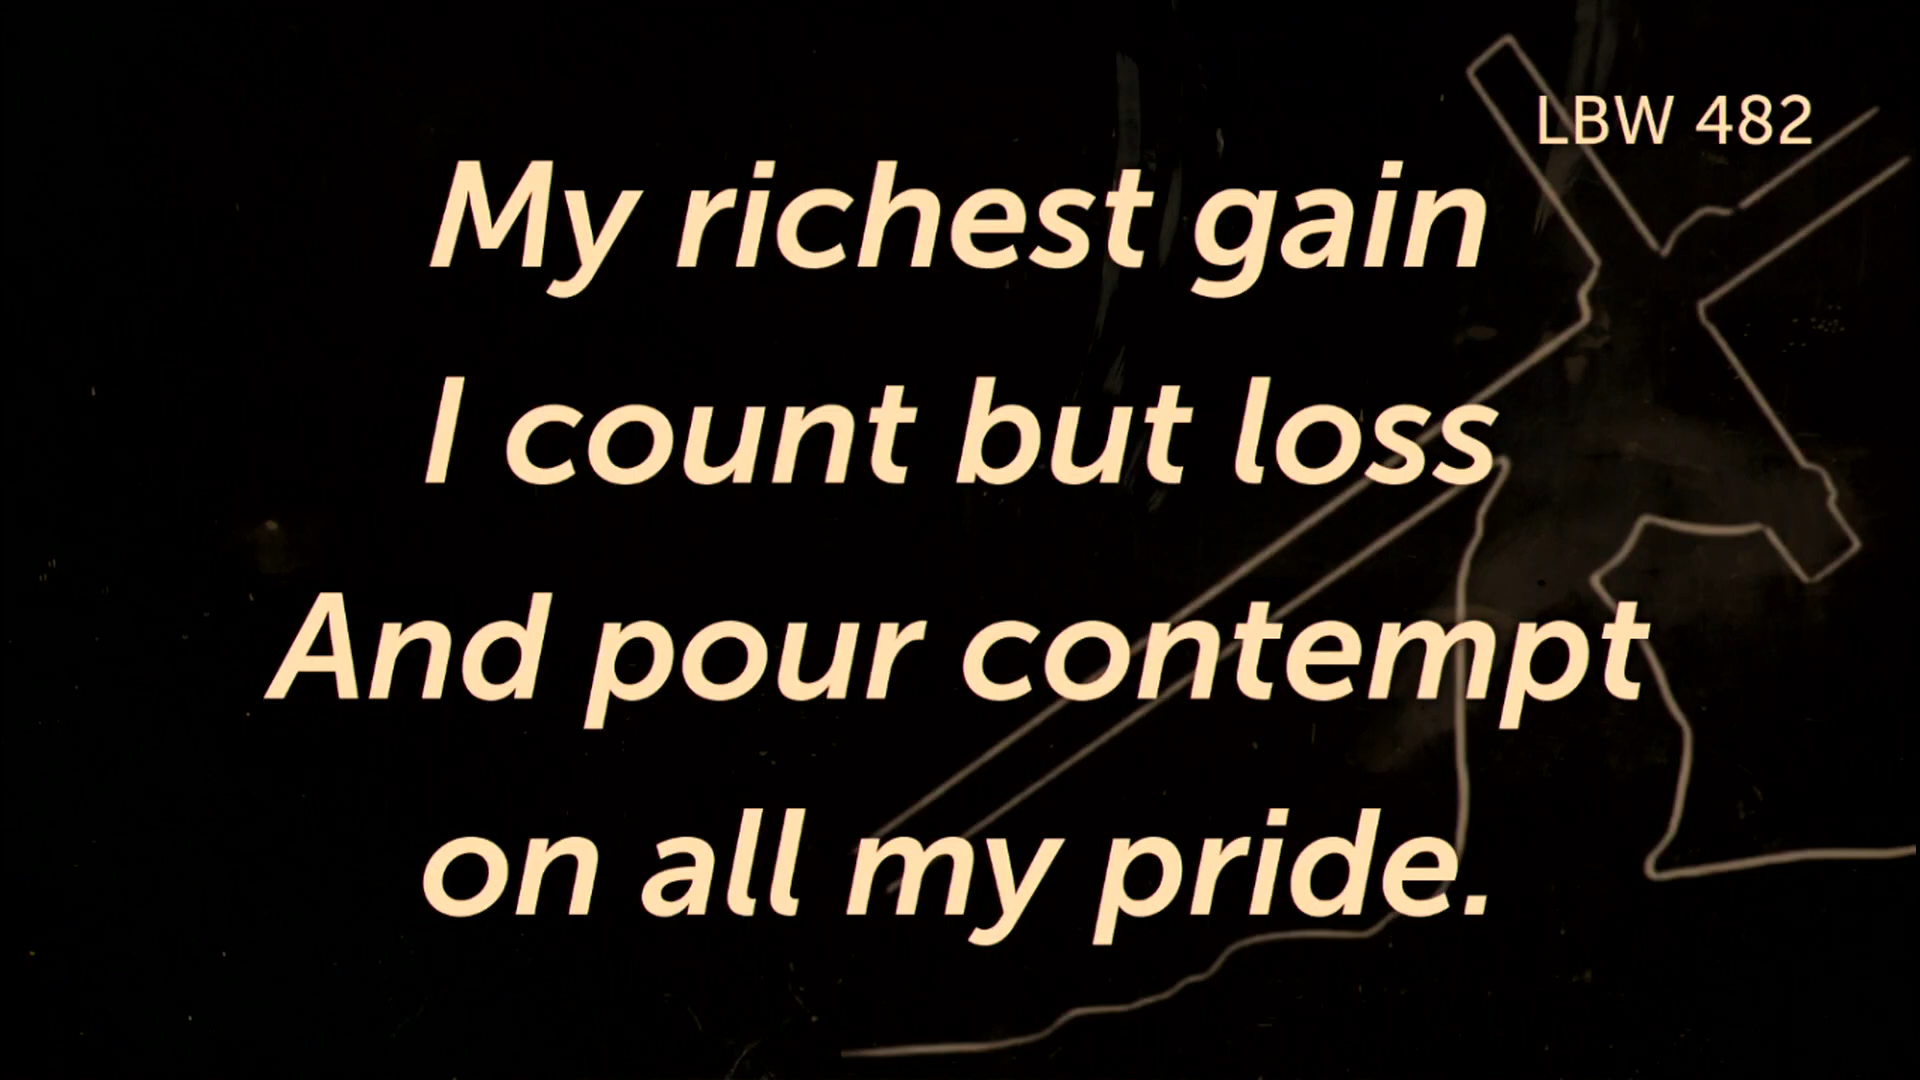 LBW 482
My richest gain
I count but loss
And pour contempt
on all my pride.